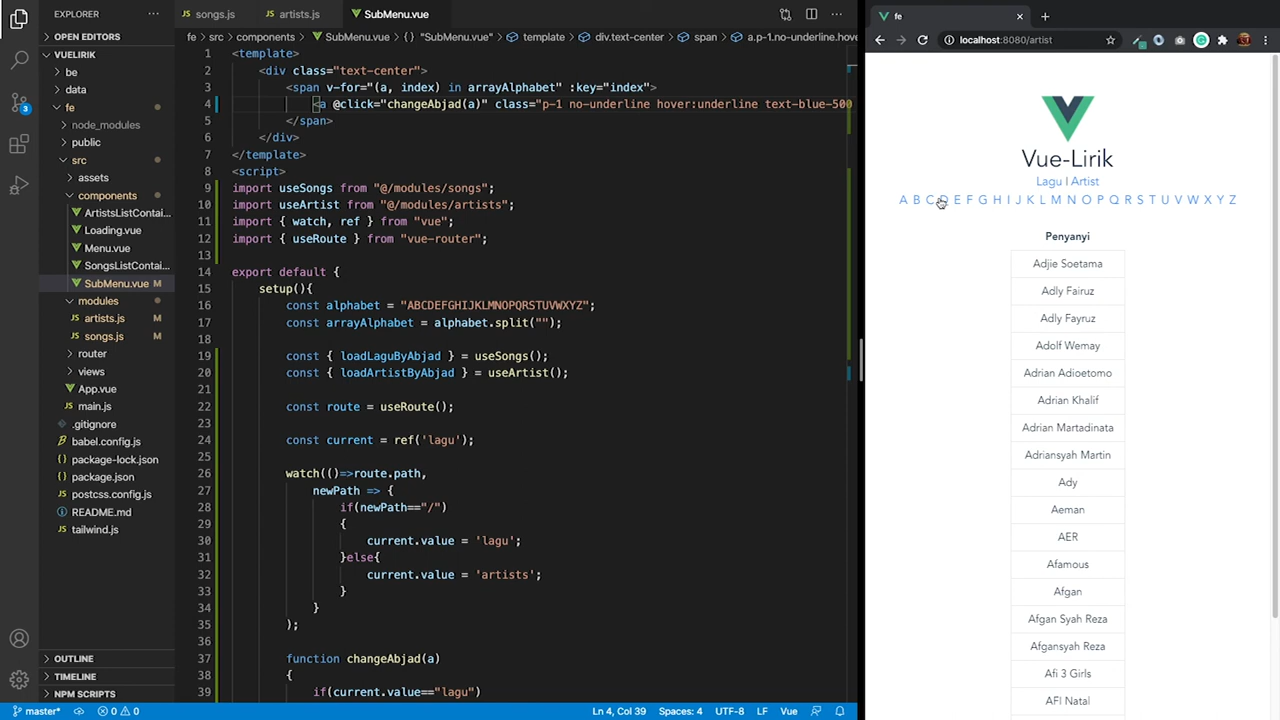 EXPLORER
OPEN EDITORS
VUELIRIK
be
data
fe
node_modules
public
src
assets
components
ArtistsListContai...
Loading.vue
Menu.vue
SongsListContai...
SubMenu.vue M
modules
artists.js
songs.js
router
views
App.vue
main.js
.gitignore
babel.config.js
package-lock.json
package.json
postcss.config.js
README.md
tailwind.js
OUTLINE
TIMELINE
NPM SCRIPTS
3
songs.js artists.js SubMenu.vue
fe > src > components > SubMenu.vue > {} "SubMenu.vue" > template > div.text-center > span > a.p-1.no-underline.hove
1 <template>
2 <div class="text-center">
3 <span v-for="(a, index) in arrayAlphabet" :key="index">
4 <a @click="changeAbjad(a)" class="p-1 no-underline hover:underline text-blue-500
5 </span>
6 </div>
7 </template>
8 <script>
9 import useSongs from "@/modules/songs";
10 import useArtist from "@/modules/artists";
11 import { watch, ref } from "vue";
12 import { useRoute } from "vue-router";
13
14 export default {
15 setup(){
16 const alphabet = "ABCDEFGHIJKLMNOPQRSTUVWXYZ";
17 const arrayAlphabet = alphabet.split("");
18
19 const { loadLaguByAbjad } = useSongs();
20 const { loadArtistByAbjad } = useArtist();
21
22 const route = useRoute();
23
24 const current = ref('lagu');
25
26 watch(()=>route.path,
27 newPath => {
28 if(newPath=="/")
29 {
30 current.value = 'lagu';
31 }else{
32 current.value = 'artists';
33 }
34 }
35 );
36
37 function changeAbjad(a)
38 {
39 if(current.value=="lagu")
master* 0 0 Ln 4, Col 39 Spaces: 4 UTF-8 LF Vue
fe
localhost:8080/artist
Vue-Lirik
Lagu | Artist
A B C D E F G H I J K L M N O P Q R S T U V W X Y Z
Penyanyi
Adjie Soetama
Adly Fairuz
Adly Fayruz
Adolf Wemay
Adrian Adioetomo
Adrian Khalif
Adrian Martadinata
Adriansyah Martin
Ady
Aeman
AER
Afamous
Afgan
Afgan Syah Reza
Afgansyah Reza
Afi 3 Girls
AFI Natal